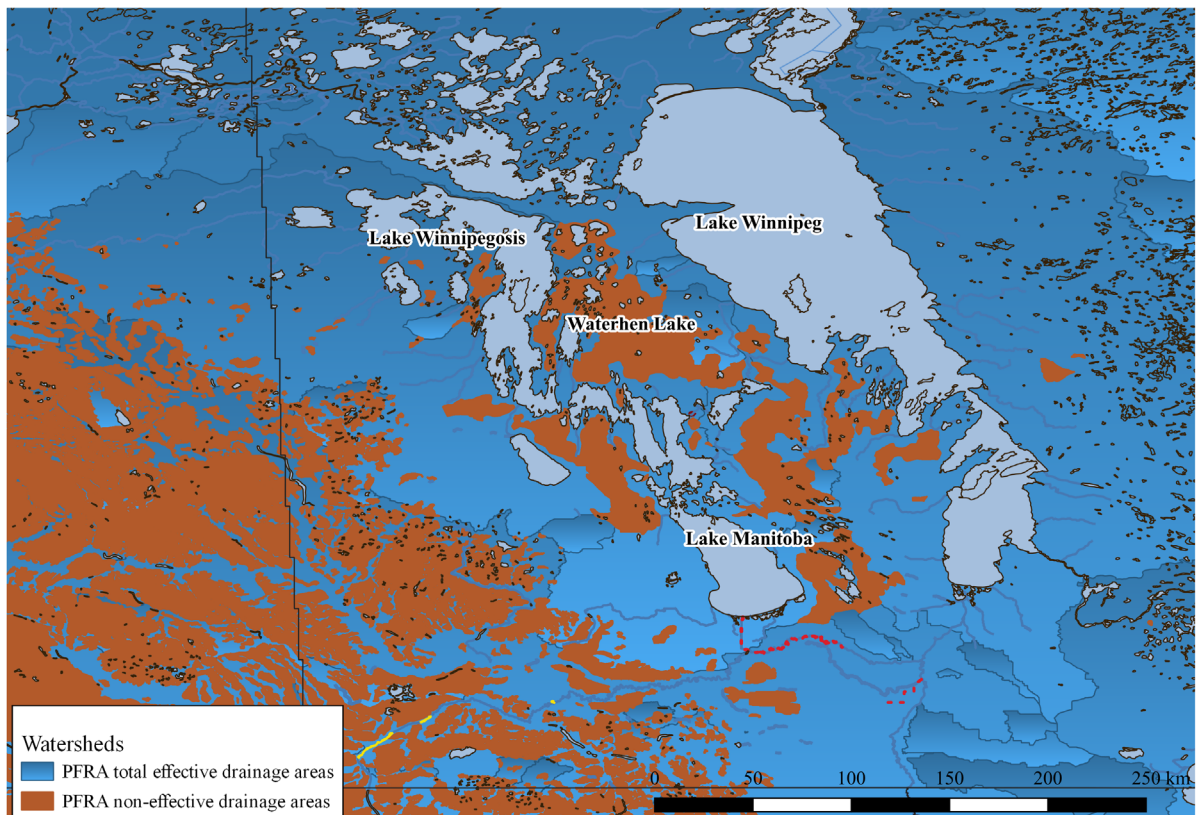 Lake Winnipeg
Lake Winnipegosis
Waterhen Lake
Lake Manitoba
Watersheds
PFRA total effective drainage areas
PFRA non-effective drainage areas
0 50 100 150 200 250 km